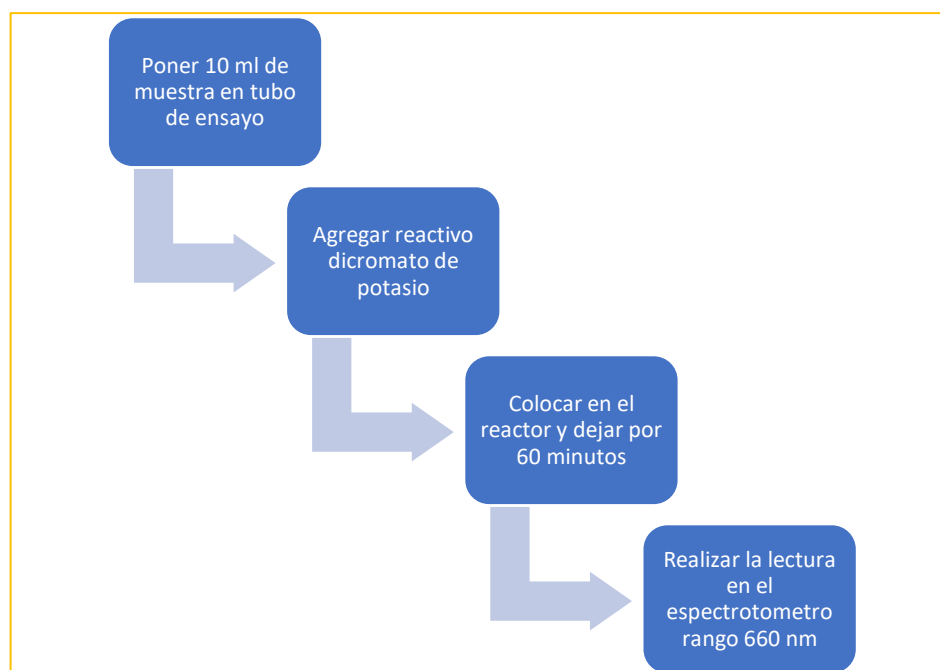 Poner 10 ml de
muestra en tubo
de ensayo
Agregar reactivo
dicromato de
potasio
Colocar en el
reactor y dejar por
60 minutos
Realizar la lectura
en el
espectrotometro
rango 660 nm